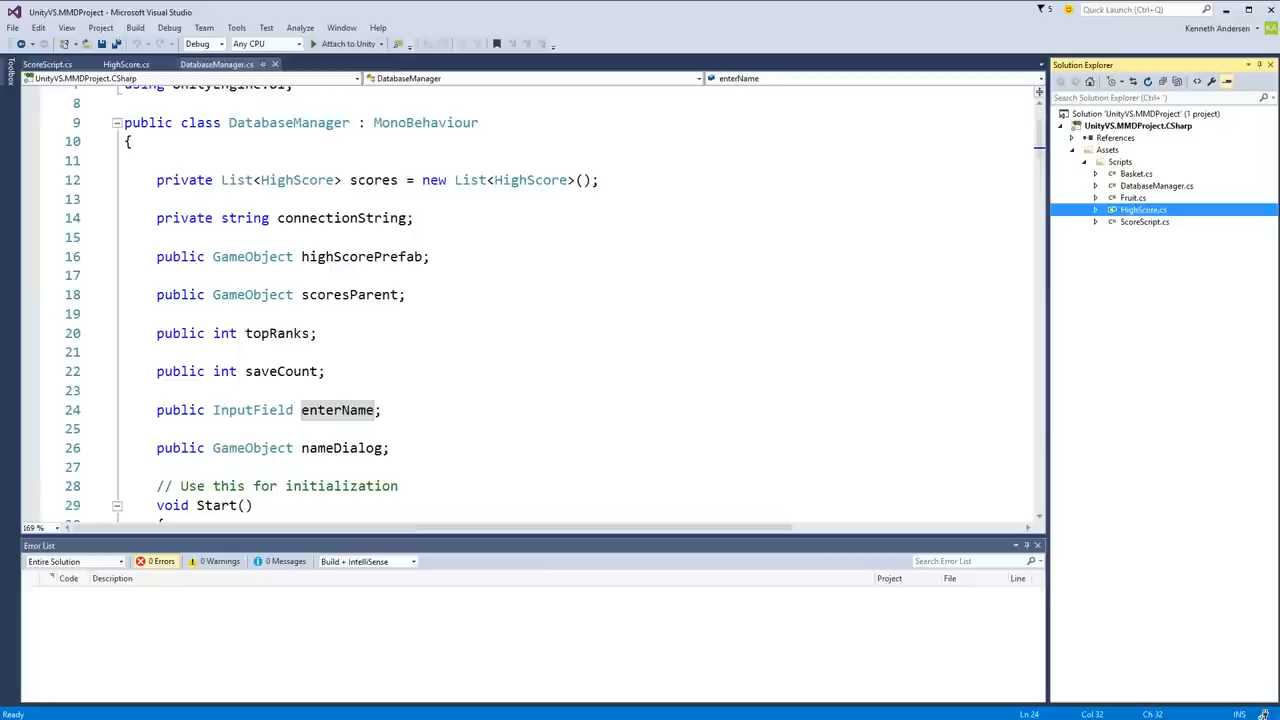 UnityVS.MMDProject - Microsoft Visual Studio
5
Quick Launch (Ctrl+Q)
File Edit View Project Build Debug Team Tools Test Analyze Window Help
Kenneth Andersen
KA
Debug Any CPU Attach to Unity
Toolbox
ScoreScript.cs HighScore.cs DatabaseManager.cs
UnityVS.MMDProject.CSharp DatabaseManager enterName
using UnityEngine.UI;
8
9 public class DatabaseManager : MonoBehaviour
10 {
11
12 private List<HighScore> scores = new List<HighScore>();
13
14 private string connectionString;
15
16 public GameObject highScorePrefab;
17
18 public GameObject scoresParent;
19
20 public int topRanks;
21
22 public int saveCount;
23
24 public InputField enterName;
25
26 public GameObject nameDialog;
27
28 // Use this for initialization
29 void Start()
{
169 %
Solution Explorer
Search Solution Explorer (Ctrl+¨)
Solution 'UnityVS.MMDProject' (1 project)
UnityVS.MMDProject.CSharp
References
Assets
Scripts
Basket.cs
DatabaseManager.cs
Fruit.cs
HighScore.cs
ScoreScript.cs
Error List
Entire Solution 0 Errors 0 Warnings 0 Messages Build + IntelliSense
Search Error List
Code Description Project File Line
Ready Ln 24 Col 32 Ch 32 INS